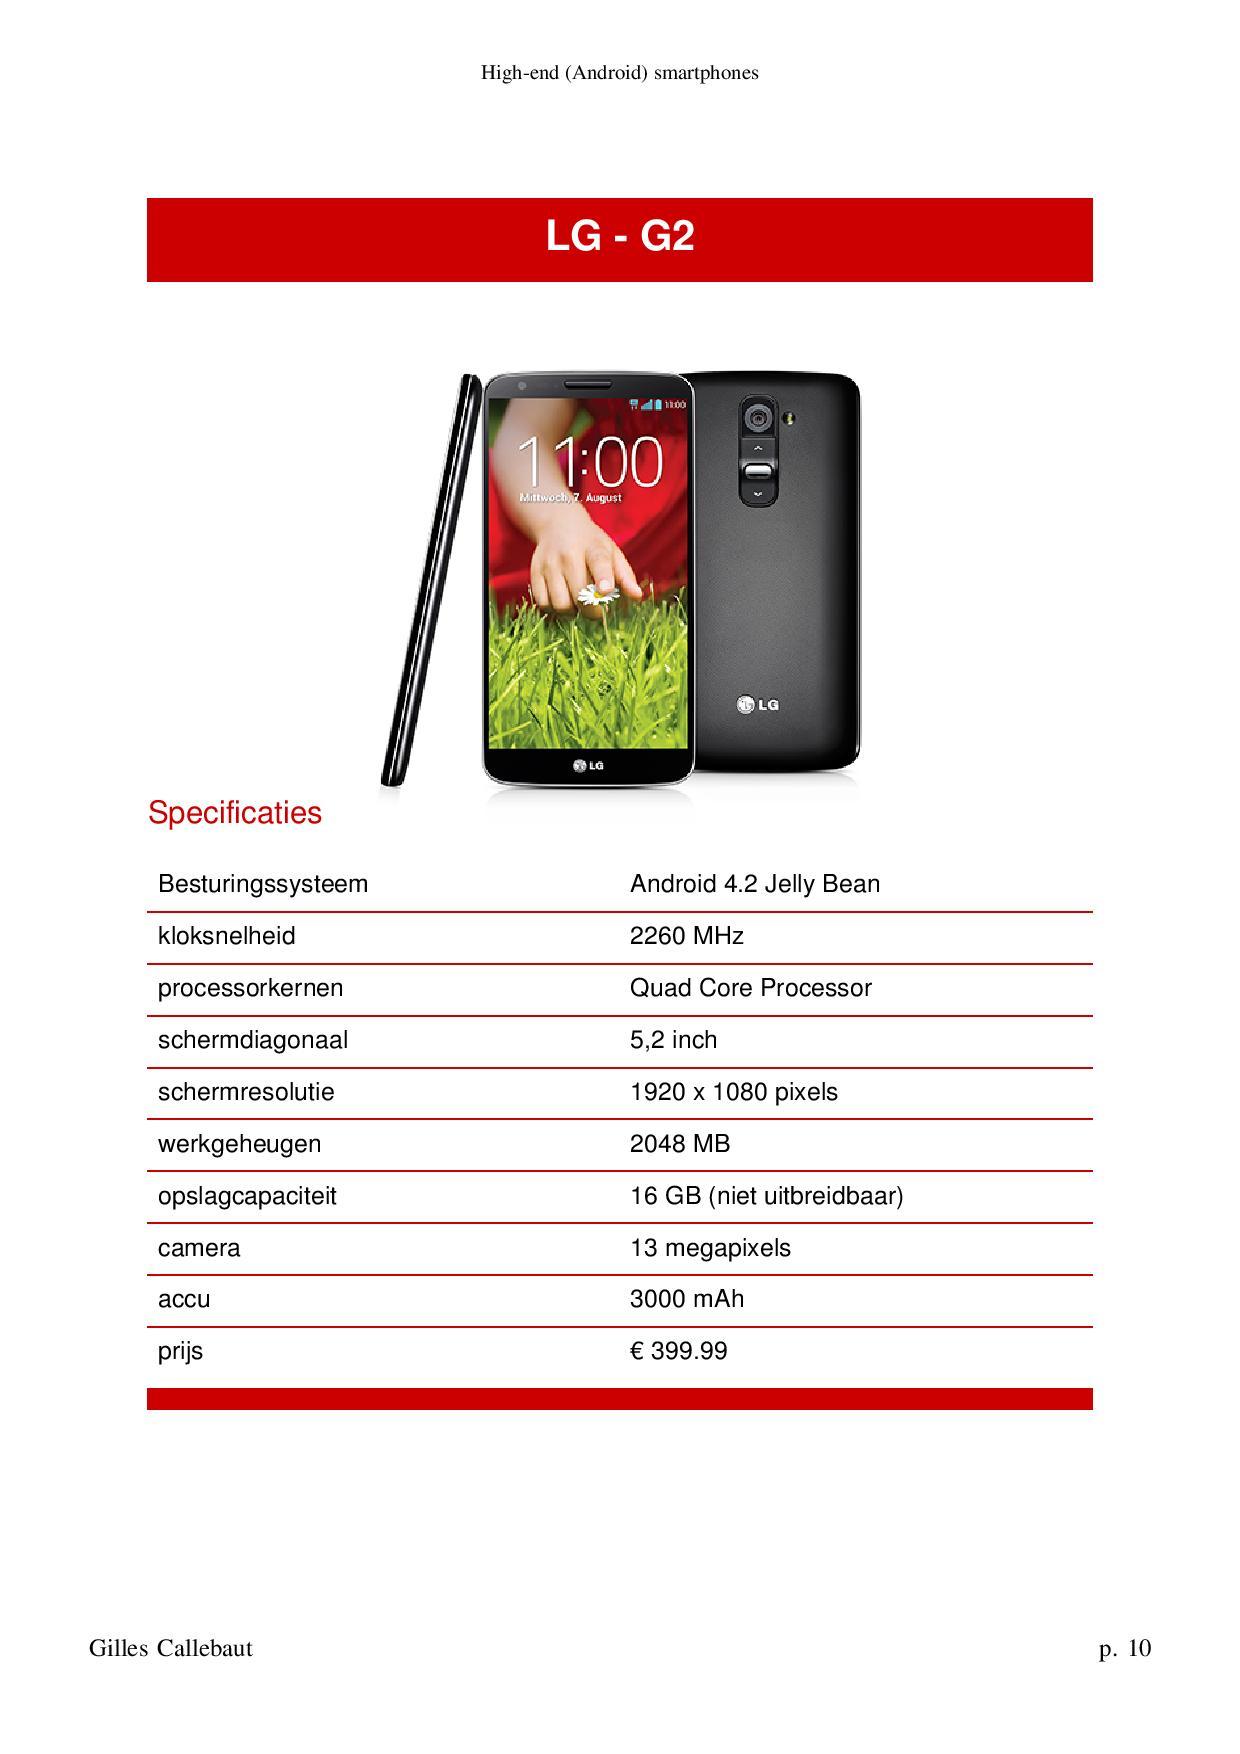 High-end (Android) smartphones
LG - G2
11:00
11:00
Mittwoch, 7. August
LG
LG
Specificaties
Besturingssysteem Android 4.2 Jelly Bean
kloksnelheid 2260 MHz
processorkernen Quad Core Processor
schermdiagonaal 5,2 inch
schermresolutie 1920 x 1080 pixels
werkgeheugen 2048 MB
opslagcapaciteit 16 GB (niet uitbreidbaar)
camera 13 megapixels
accu 3000 mAh
prijs € 399.99
Gilles Callebaut p. 10